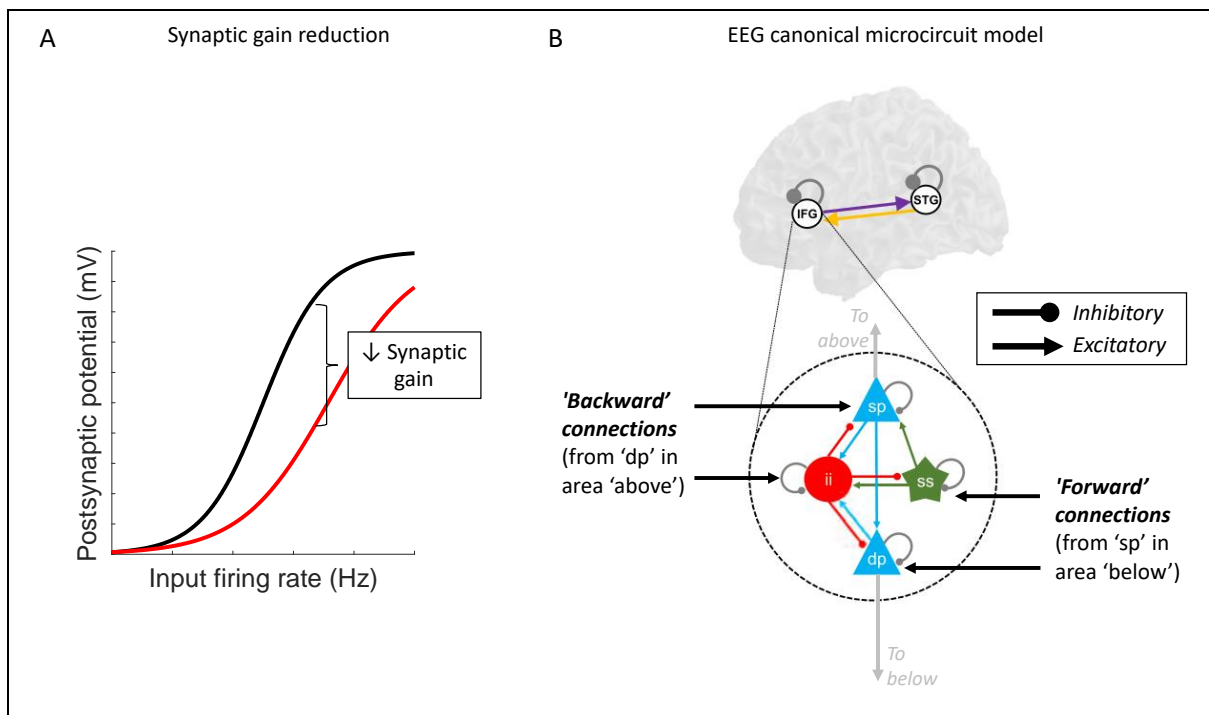 A
Synaptic gain reduction
Postsynaptic potential (mV)
Input firing rate (Hz)
↓ Synaptic
gain
B
EEG canonical microcircuit model
IFG
STG
Inhibitory
Excitatory
To
above
'Backward’
connections
(from ‘dp’ in
area ‘above’)
sp
ii
ss
dp
'Forward’
connections
(from ‘sp’ in
area ‘below’)
To
below